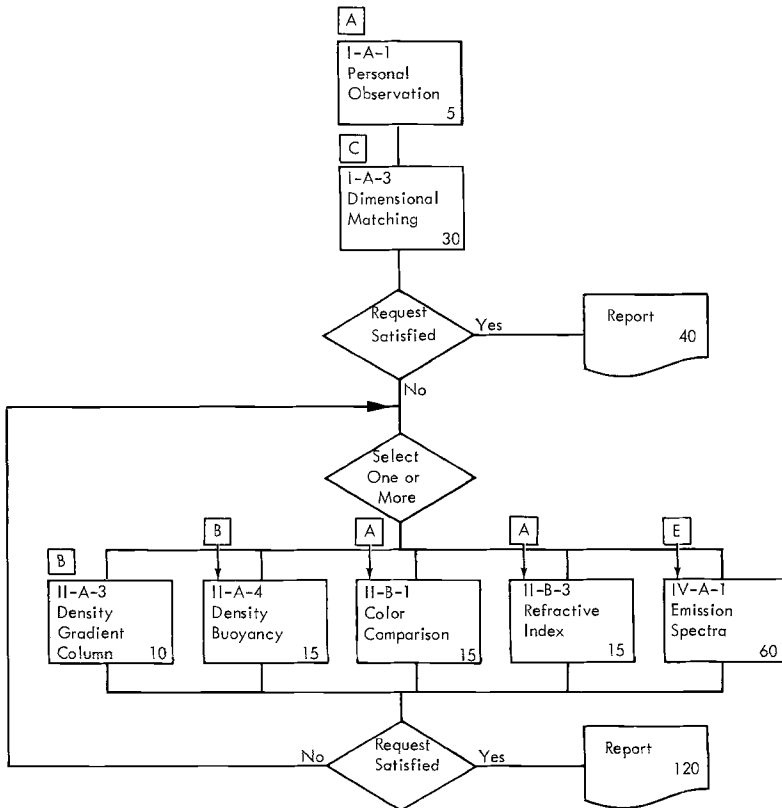 A
I-A-1
Personal
Observation
5
C
I-A-3
Dimensional
Matching
30
Request
Satisfied
Yes
Report
40
No
Select
One or
More
B
B
A
A
E
II-A-3
Density
Gradient
Column
10
II-A-4
Density
Buoyancy
15
II-B-1
Color
Comparison
15
II-B-3
Refractive
Index
15
IV-A-1
Emission
Spectra
60
No
Request
Satisfied
Yes
Report
120